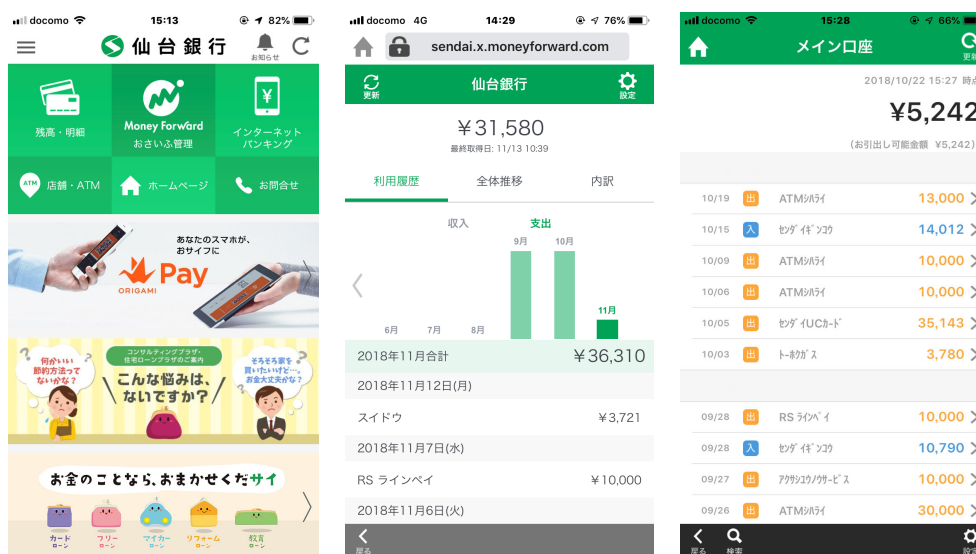 docomo
15:13
82%
仙台銀行
お知らせ
残高・明細
Money Forward
おさいふ管理
¥
インターネット
バンキング
ATM
店舗・ATM
ホームページ
お問合せ
あなたのスマホが、
おサイフに
Pay
ORIGAMI
何かいい
節約方法って
ないかな?
コンサルティングプラザ・
住宅ローンプラザのご案内
こんな悩みは、
ないですか?
そろそろ家を
買いたいけど…。
お金大丈夫かな?
お金のことなら、おまかせくだサイ
カード
ローン
フリー
ローン
マイカー
ローン
リフォーム
ローン
教育
ローン
docomo 4G
14:29
76%
sendai.x.moneyforward.com
更新
仙台銀行
設定
¥31,580
最終取得日: 11/13 10:39
利用履歴
全体推移
内訳
収入
支出
9月
10月
11月
6月
7月
8月
2018年11月合計
¥36,310
2018年11月12日(月)
スイドウ
¥3,721
2018年11月7日(水)
RS ラインペイ
¥10,000
2018年11月6日(火)
戻る
docomo
15:28
66%
メイン口座
更新
2018/10/22 15:27 時点
¥5,242
(お引出し可能金額 ¥5,242)
10/19 出 ATMシハライ 13,000
10/15 入 センダイギンコウ 14,012
10/09 出 ATMシハライ 10,000
10/06 出 ATMシハライ 10,000
10/05 出 センダイUCカード 35,143
10/03 出 トーホクガス 3,780
09/28 出 RS ラインペイ 10,000
09/28 入 センダイギンコウ 10,790
09/27 出 10,000
09/26 出 ATMシハライ 30,000
戻る
検索
設定